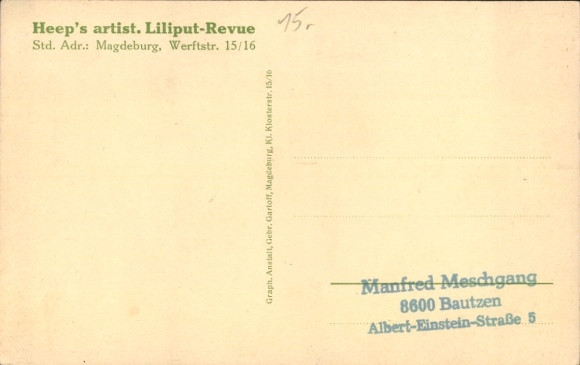 Heep's artist. Liliput-Revue
Std. Adr.: Magdeburg, Werftstr. 15/16
15.
Graph. Anstalt, Gebr. Garloff, Magdeburg, Kl. Klosterstr. 15/16
Manfred Meschgang
8600 Bautzen
Albert-Einstein-Straße 5